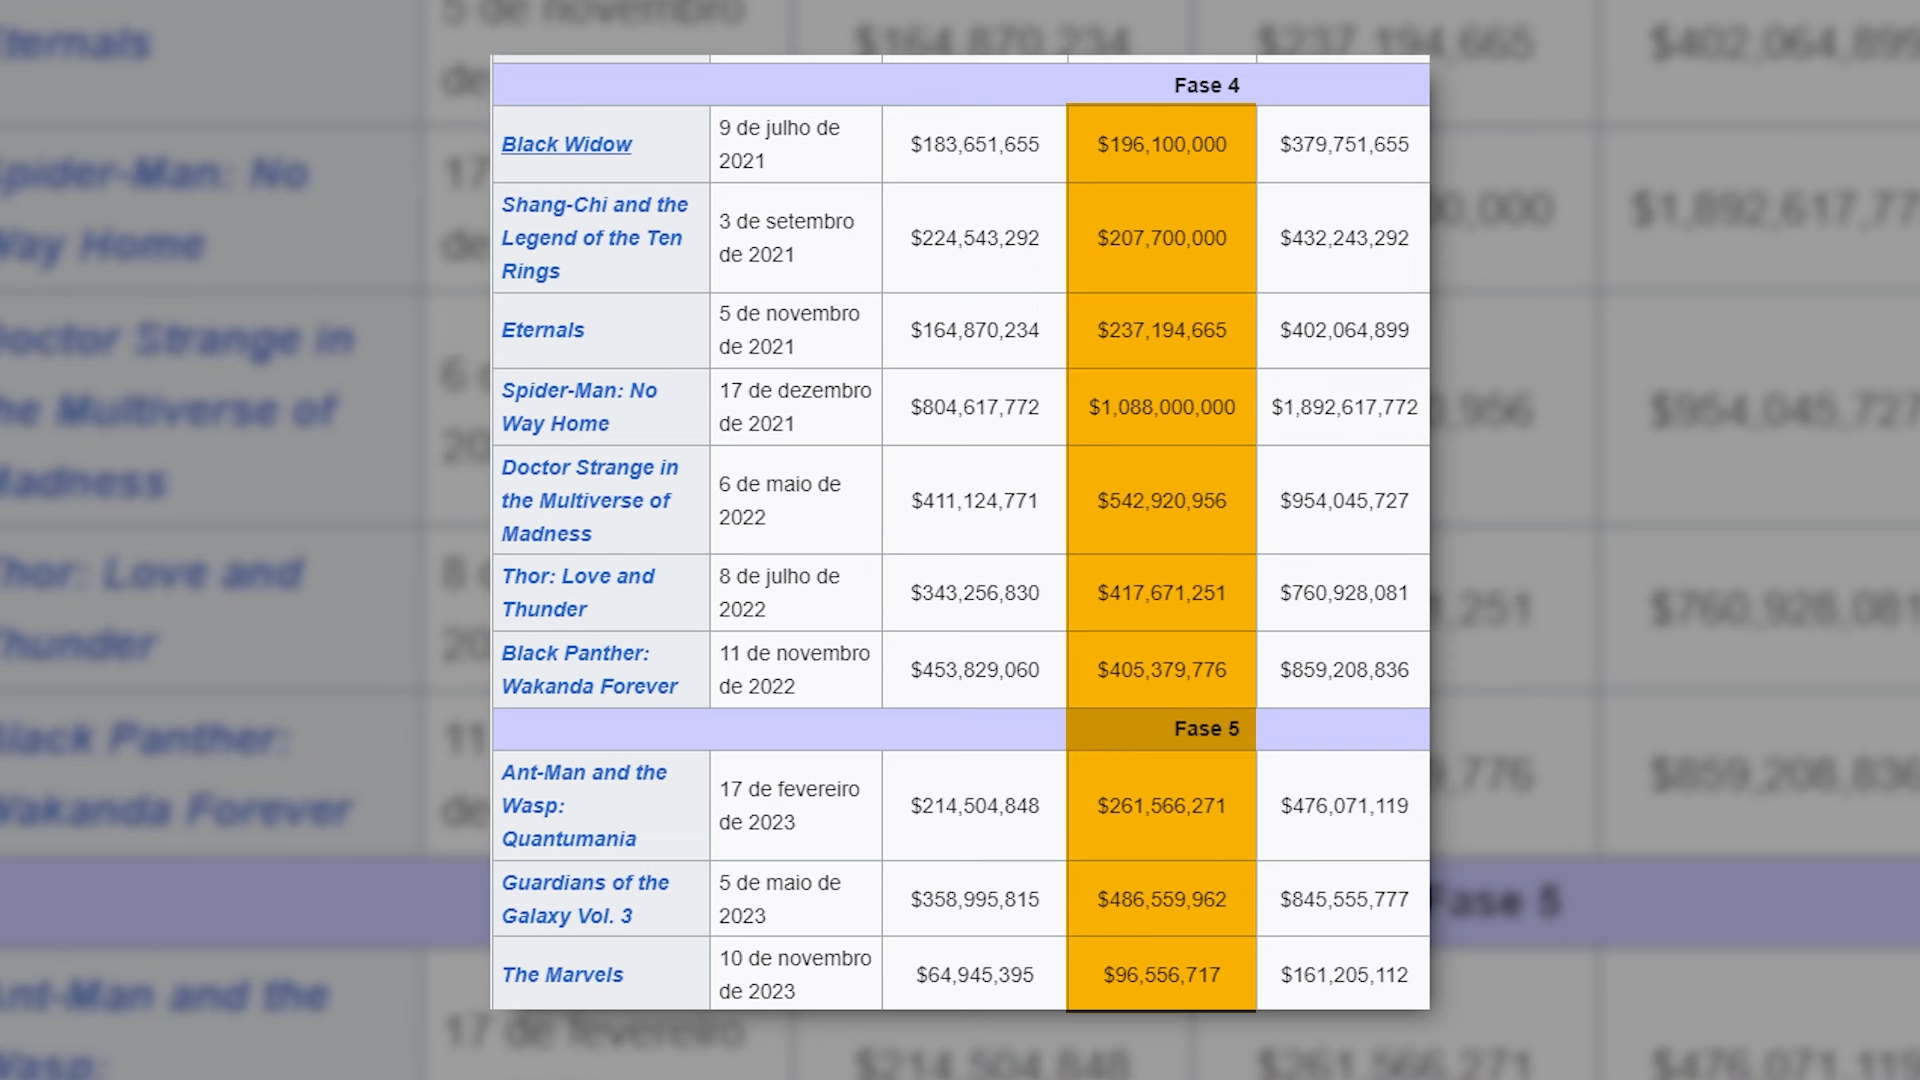 Fase 4
Black Widow
9 de julho de
2021
$183,651,655
$196,100,000
$379,751,655
Shang-Chi and the
Legend of the Ten
Rings
3 de setembro
de 2021
$224,543,292
$207,700,000
$432,243,292
Eternals
5 de novembro
de 2021
$164,870,234
$237,194,665
$402,064,899
Spider-Man: No
Way Home
17 de dezembro
de 2021
$804,617,772
$1,088,000,000
$1,892,617,772
Doctor Strange in
the Multiverse of
Madness
6 de maio de
2022
$411,124,771
$542,920,956
$954,045,727
Thor: Love and
Thunder
8 de julho de
2022
$343,256,830
$417,671,251
$760,928,081
Black Panther:
Wakanda Forever
11 de novembro
de 2022
$453,829,060
$405,379,776
$859,208,836
Fase 5
Ant-Man and the
Wasp:
Quantumania
17 de fevereiro
de 2023
$214,504,848
$261,566,271
$476,071,119
Guardians of the
Galaxy Vol. 3
5 de maio de
2023
$358,995,815
$486,559,962
$845,555,777
The Marvels
10 de novembro
de 2023
$64,945,395
$96,556,717
$161,205,112